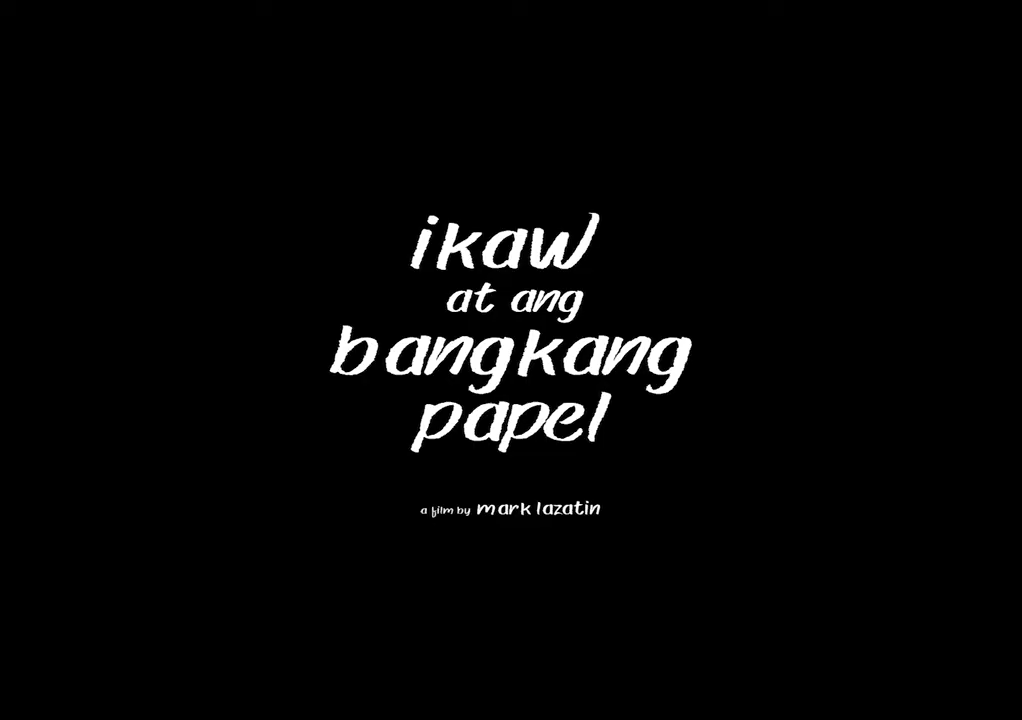 ikaw
at ang
bangkang
papel
a film by mark lazatin